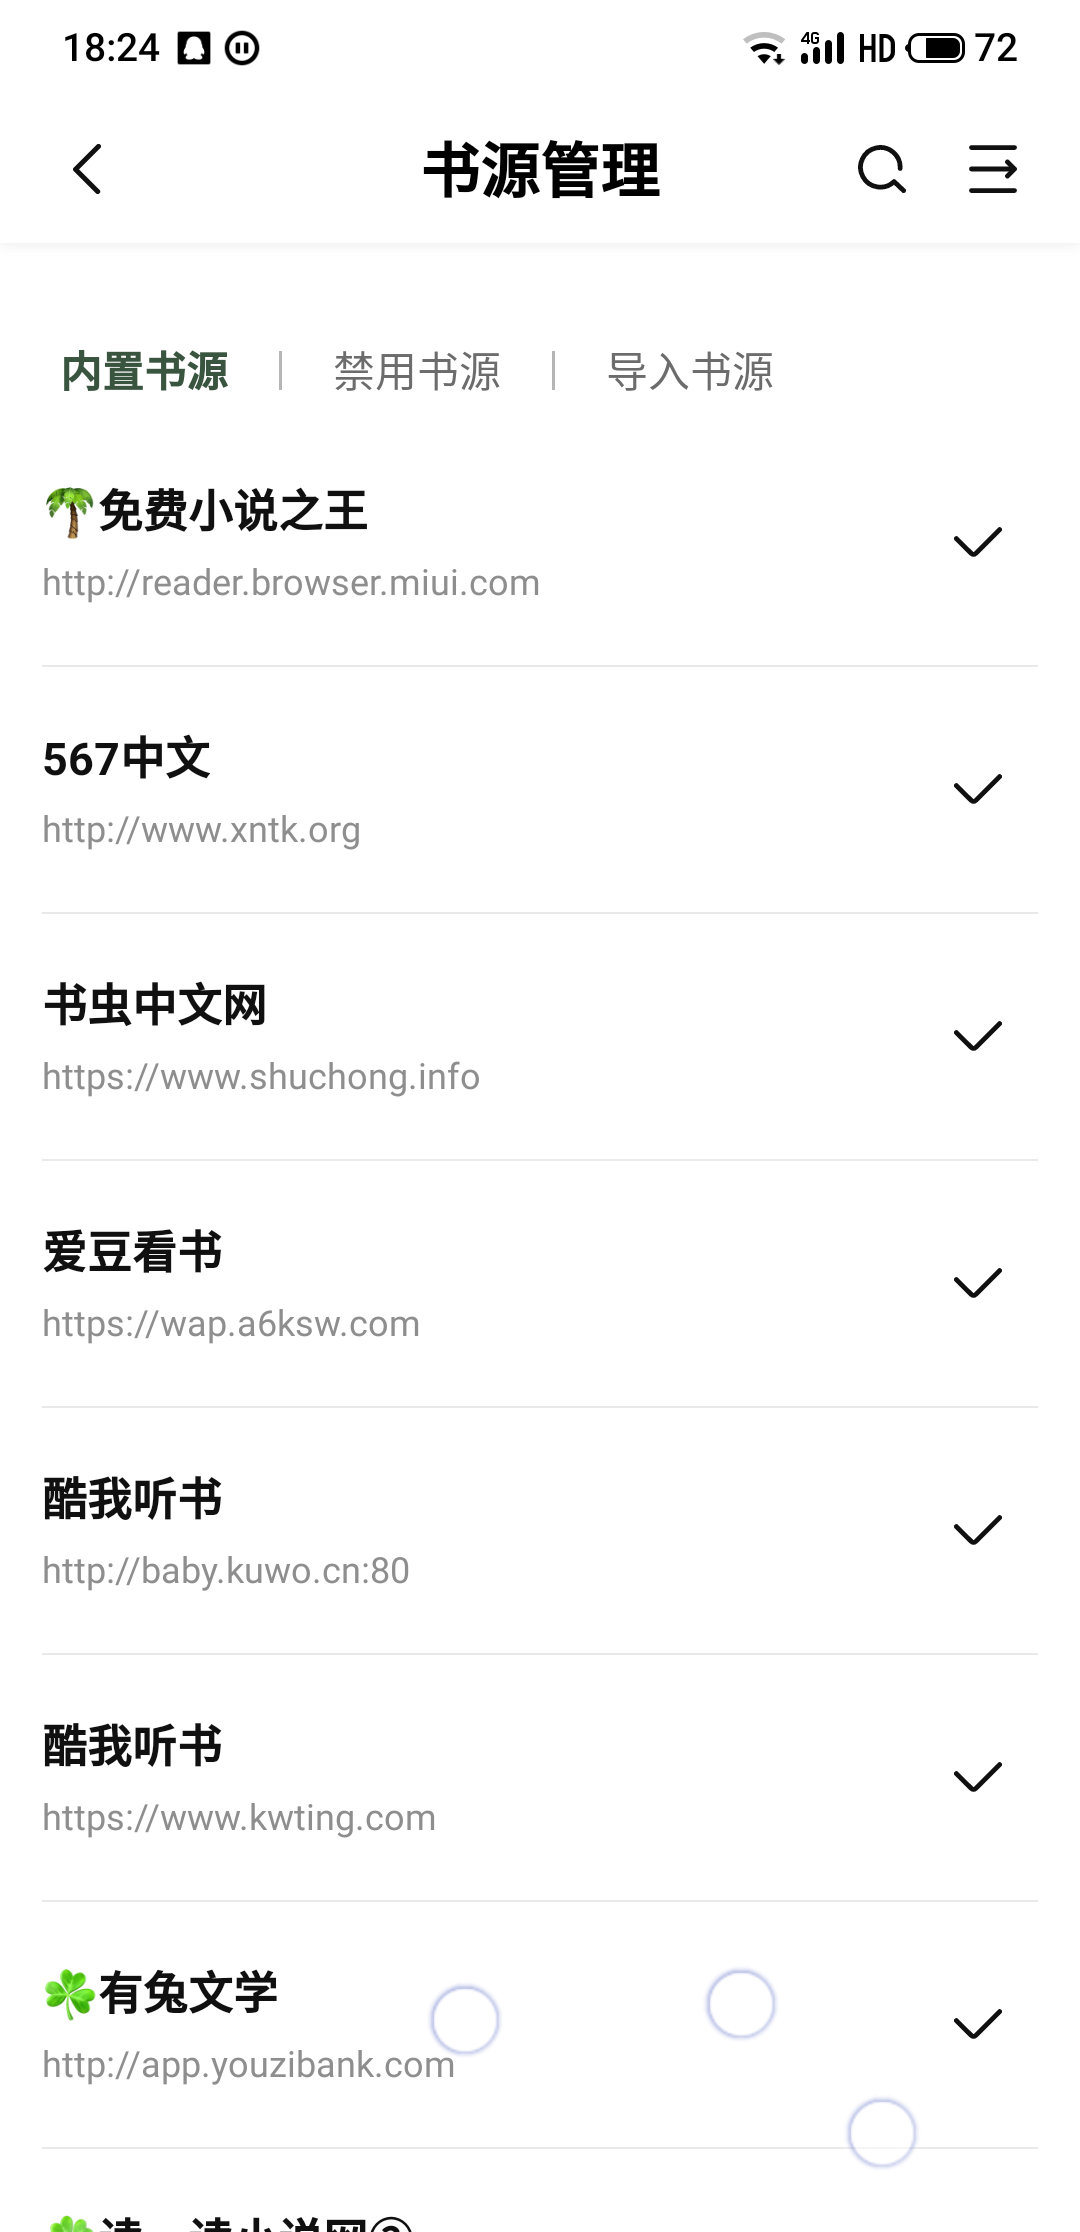 18:24 4G HD 72
书源管理
内置书源 禁用书源 导入书源
🌴免费小说之王
http://reader.browser.miui.com
567中文
http://www.xntk.org
书虫中文网
https://www.shuchong.info
爱豆看书
https://wap.a6ksw.com
酷我听书
http://baby.kuwo.cn:80
酷我听书
https://www.kwting.com
☘️有兔文学
http://app.youzibank.com